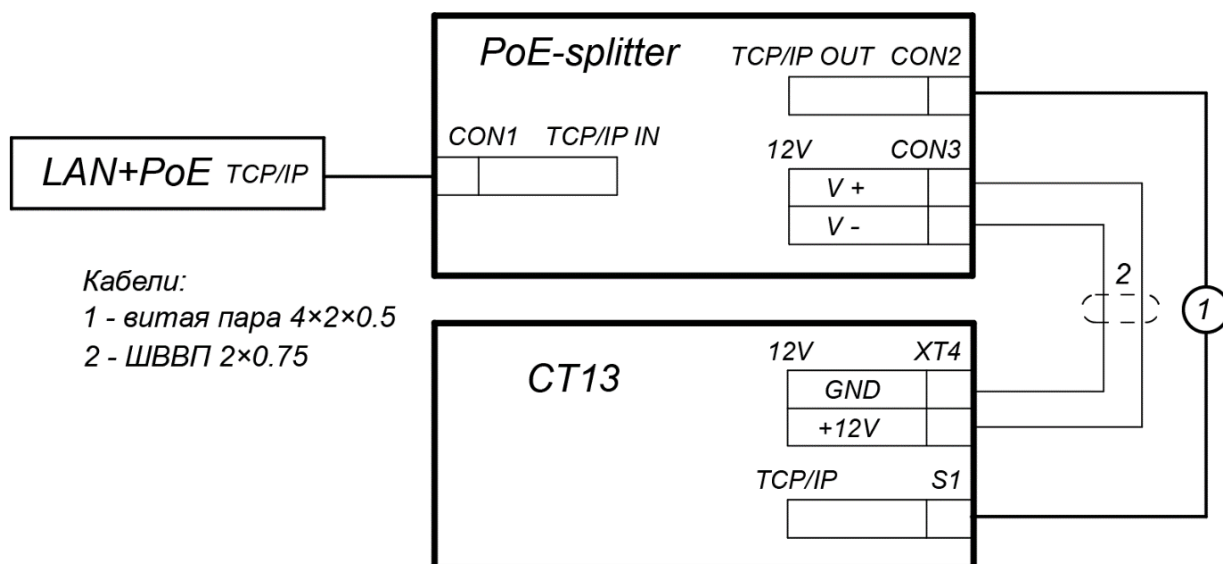 PoE-splitter
TCP/IP OUT CON2
CON1 TCP/IP IN
12V CON3
V +
V -
LAN+PoE TCP/IP
Кабели:
1 - витая пара 4×2×0.5
2 - ШВВП 2×0.75
2
1
CT13
12V XT4
GND
+12V
TCP/IP S1